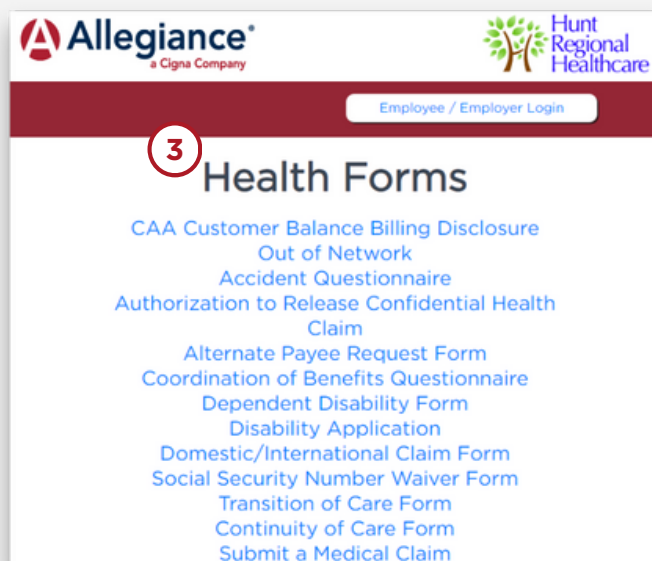 Allegiance®
a Cigna Company
Hunt
Regional
Healthcare
Employee / Employer Login
3
Health Forms
CAA Customer Balance Billing Disclosure
Out of Network
Accident Questionnaire
Authorization to Release Confidential Health
Claim
Alternate Payee Request Form
Coordination of Benefits Questionnaire
Dependent Disability Form
Disability Application
Domestic/International Claim Form
Social Security Number Waiver Form
Transition of Care Form
Continuity of Care Form
Submit a Medical Claim